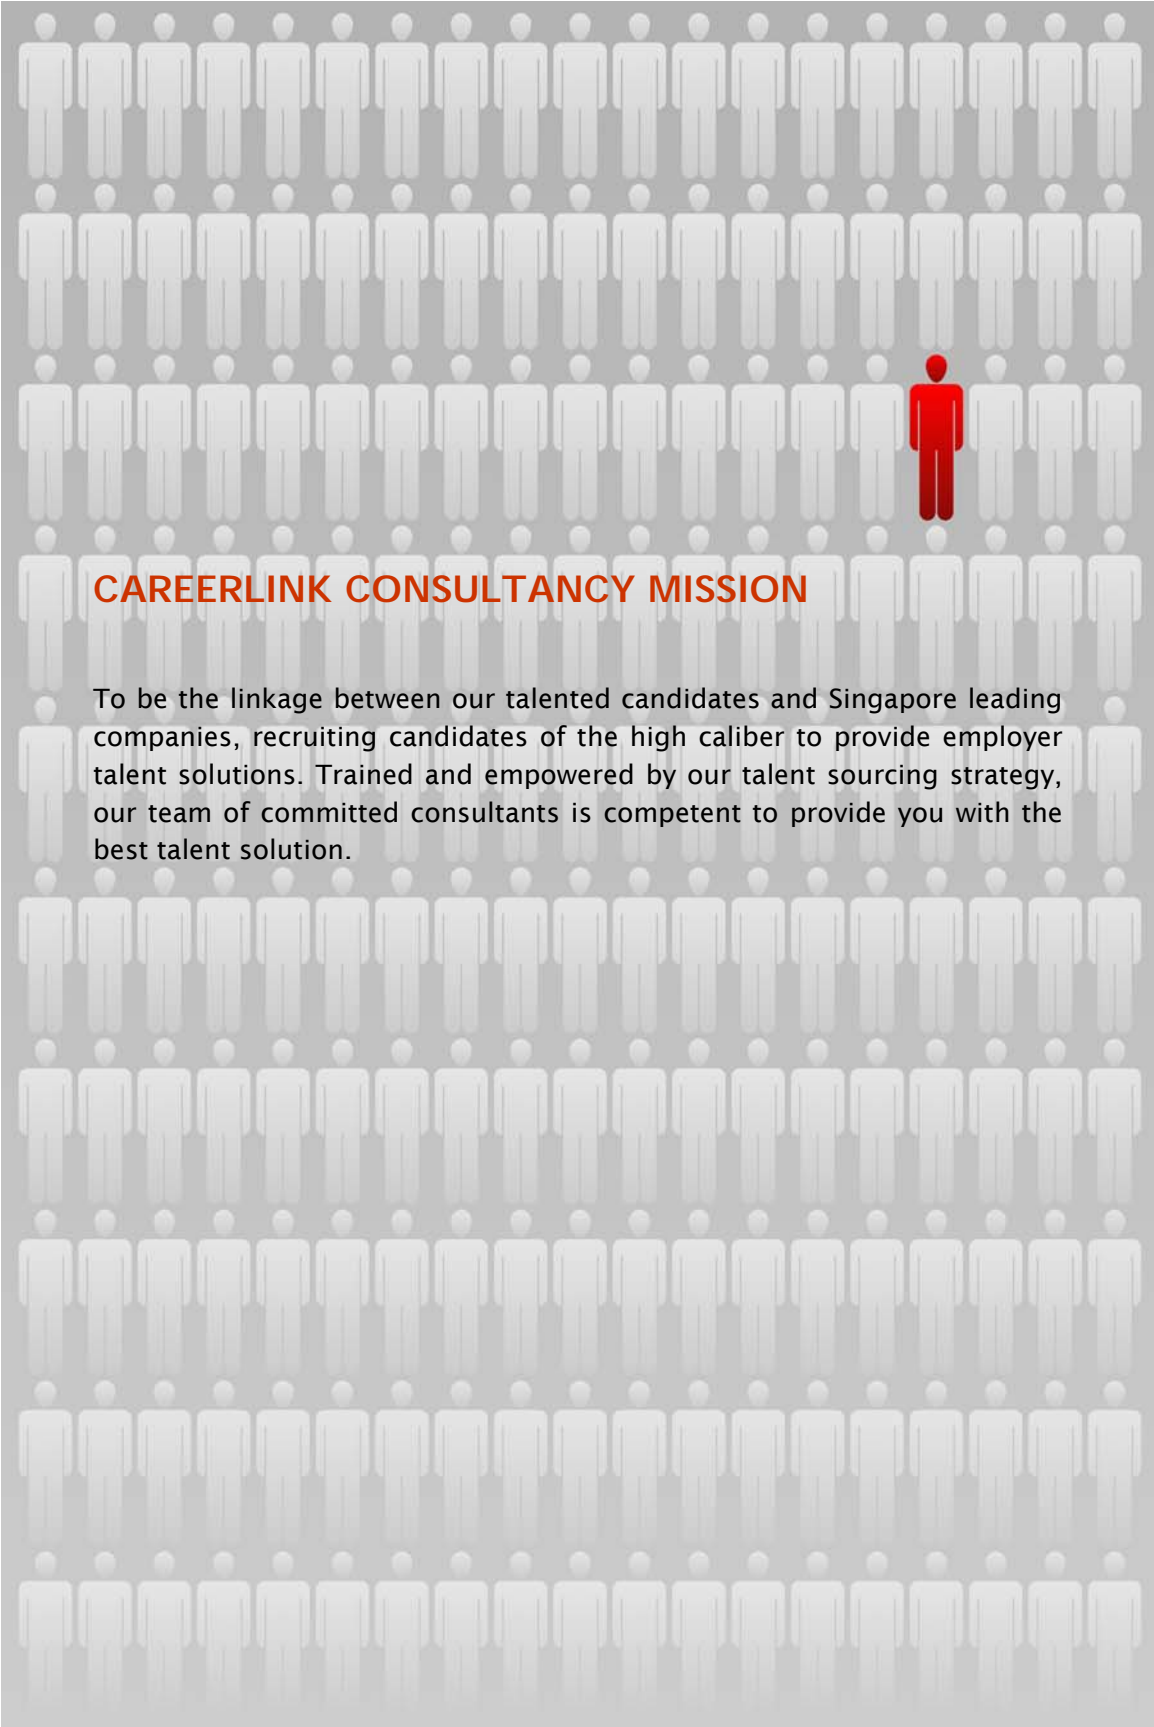 CAREERLINK CONSULTANCY MISSION
To be the linkage between our talented candidates and Singapore leading
companies, recruiting candidates of the high caliber to provide employer
talent solutions. Trained and empowered by our talent sourcing strategy,
our team of committed consultants is competent to provide you with the
best talent solution.